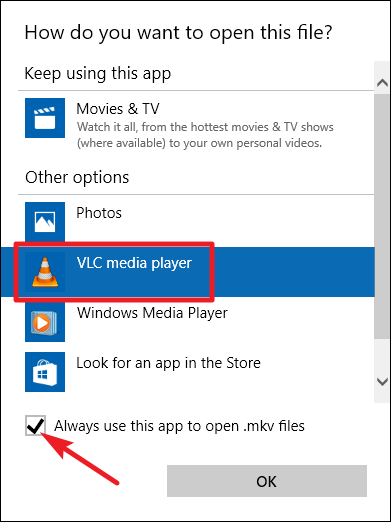 How do you want to open this file?
Keep using this app
Movies & TV
Watch it all, from the hottest movies & TV shows
(where available) to your own personal videos.
Other options
Photos
VLC media player
Windows Media Player
Look for an app in the Store
Always use this app to open .mkv files
OK